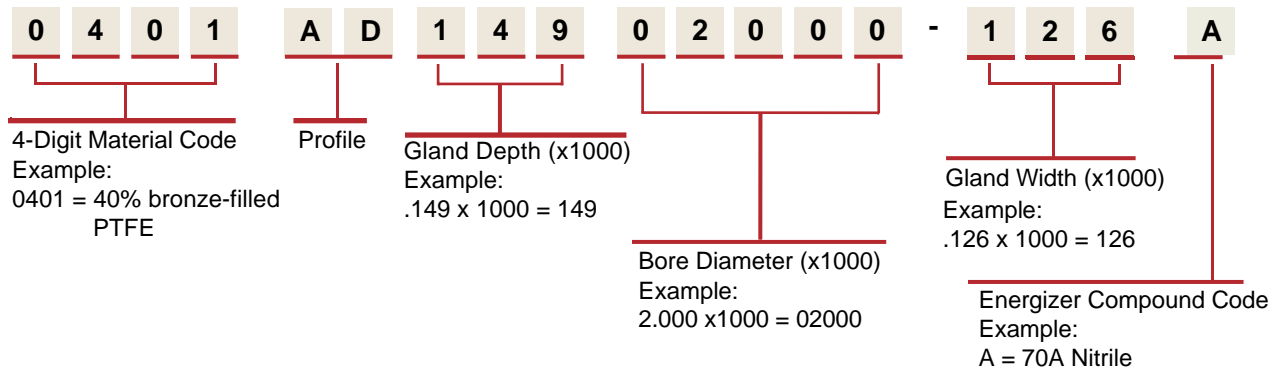 0 4 0 1 A D 1 4 9 0 2 0 0 0 - 1 2 6 A
4-Digit Material Code
Example:
0401 = 40% bronze-filled
PTFE
Profile
Gland Depth (x1000)
Example:
.149 x 1000 = 149
Bore Diameter (x1000)
Example:
2.000 x1000 = 02000
Gland Width (x1000)
Example:
.126 x 1000 = 126
Energizer Compound Code
Example:
A = 70A Nitrile